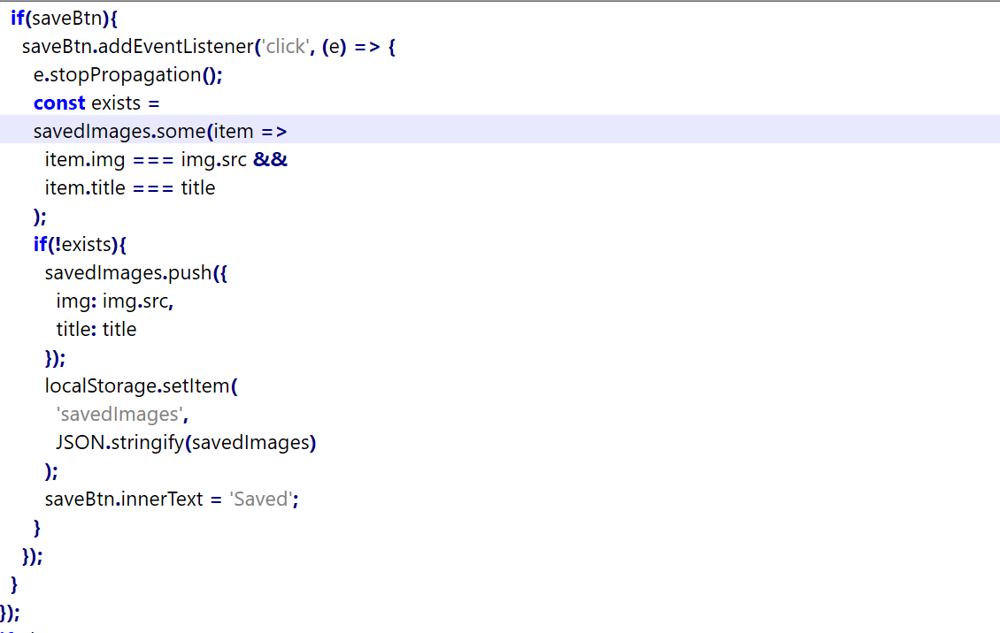 if(saveBtn){
saveBtn.addEventListener('click', (e) => {
e.stopPropagation();
const exists =
savedImages.some(item =>
item.img === img.src &&
item.title === title
);
if(!exists){
savedImages.push({
img: img.src,
title: title
});
localStorage.setItem(
'savedImages',
JSON.stringify(savedImages)
);
saveBtn.innerText = 'Saved';
}
});
}
});